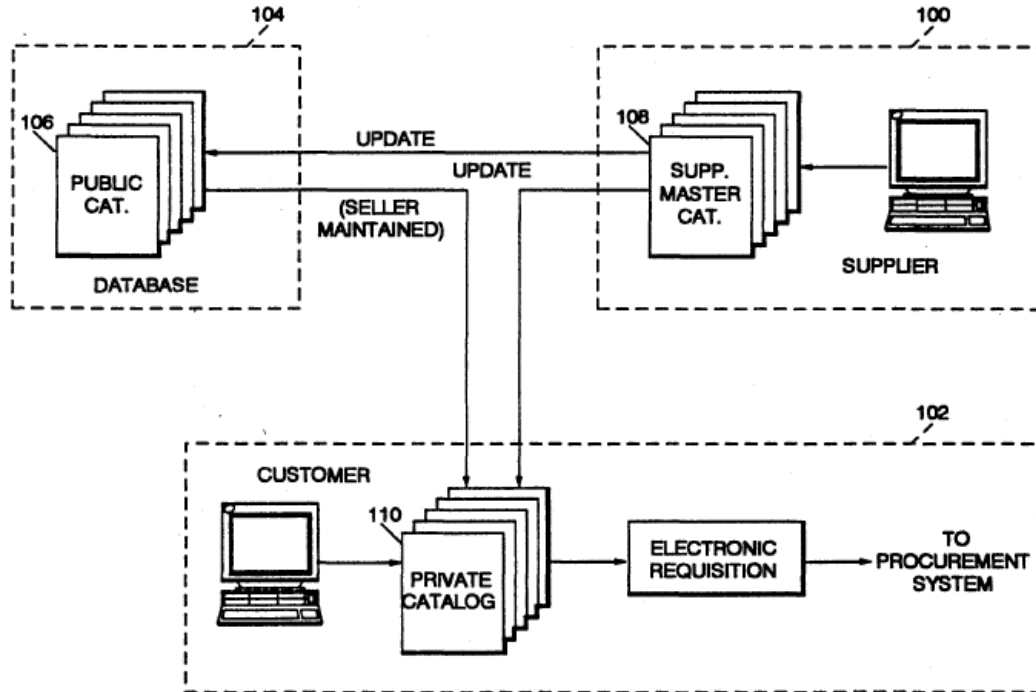 104
100
106
PUBLIC
CAT.
DATABASE
UPDATE
UPDATE
(SELLER
MAINTAINED)
108
SUPP.
MASTER
CAT.
SUPPLIER
102
CUSTOMER
110
PRIVATE
CATALOG
ELECTRONIC
REQUISITION
TO
PROCUREMENT
SYSTEM